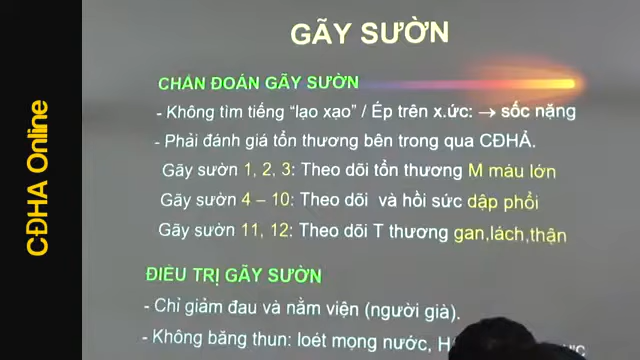 CĐHA Online
GÃY SƯỜN
CHẨN ĐOÁN GÃY SƯỜN
- Không tìm tiếng “lạo xạo” / Ép trên x.ức: → sốc nặng
- Phải đánh giá tổn thương bên trong qua CĐHẢ.
Gãy sườn 1, 2, 3: Theo dõi tổn thương M máu lớn
Gãy sườn 4 – 10: Theo dõi và hồi sức dập phổi
Gãy sườn 11, 12: Theo dõi T thương gan,lách,thận
ĐIỀU TRỊ GÃY SƯỜN
- Chỉ giảm đau và nằm viện (người già).
- Không băng thun: loét mọng nước,